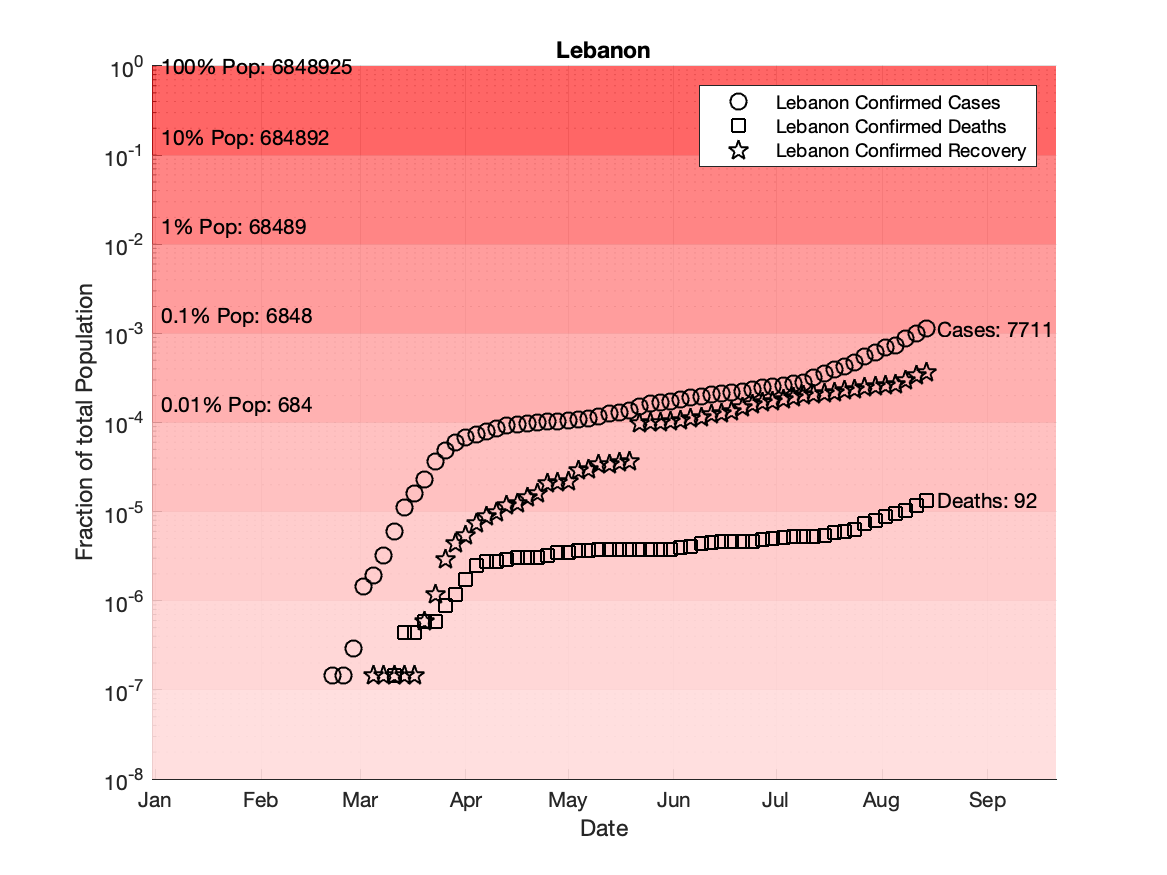 Lebanon
10^0
100% Pop: 6848925
Lebanon Confirmed Cases
Lebanon Confirmed Deaths
Lebanon Confirmed Recovery
10% Pop: 684892
10^-1
1% Pop: 68489
10^-2
0.1% Pop: 6848
10^-3
Cases: 7711
0.01% Pop: 684
10^-4
Deaths: 92
10^-5
10^-6
10^-7
10^-8
Fraction of total Population
Jan Feb Mar Apr May Jun Jul Aug Sep
Date